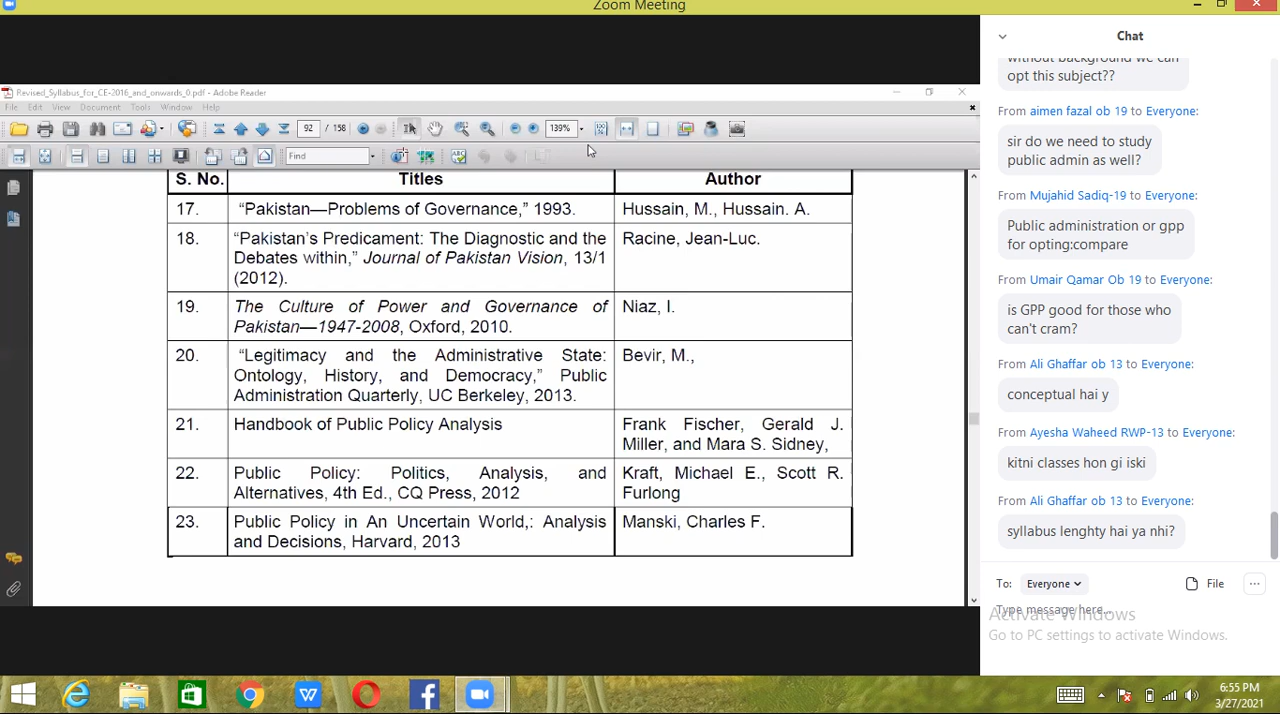 Zoom Meeting
Revised_Syllabus_for_CE-2016_and_onwards_0.pdf - Adobe Reader
File Edit View Document Tools Window Help
92 / 158 139%
Find
S. No. Titles Author
17. “Pakistan—Problems of Governance,” 1993. Hussain, M., Hussain. A.
18. “Pakistan’s Predicament: The Diagnostic and the Racine, Jean-Luc.
Debates within,” Journal of Pakistan Vision, 13/1
(2012).
19. The Culture of Power and Governance of Niaz, I.
Pakistan—1947-2008, Oxford, 2010.
20. “Legitimacy and the Administrative State: Bevir, M.,
Ontology, History, and Democracy,” Public
Administration Quarterly, UC Berkeley, 2013.
21. Handbook of Public Policy Analysis Frank Fischer, Gerald J.
Miller, and Mara S. Sidney,
22. Public Policy: Politics, Analysis, and Kraft, Michael E., Scott R.
Alternatives, 4th Ed., CQ Press, 2012 Furlong
23. Public Policy in An Uncertain World,: Analysis Manski, Charles F.
and Decisions, Harvard, 2013
Chat
without background we can
opt this subject??
From aimen fazal ob 19 to Everyone:
sir do we need to study
public admin as well?
From Mujahid Sadiq-19 to Everyone:
Public administration or gpp
for opting:compare
From Umair Qamar Ob 19 to Everyone:
is GPP good for those who
can't cram?
From Ali Ghaffar ob 13 to Everyone:
conceptual hai y
From Ayesha Waheed RWP-13 to Everyone:
kitni classes hon gi iski
From Ali Ghaffar ob 13 to Everyone:
syllabus lenghty hai ya nhi?
To: Everyone File
Type message here...
Activate Windows
Go to PC settings to activate Windows.
6:55 PM
3/27/2021